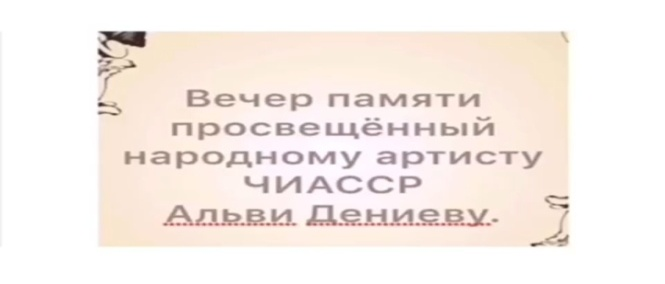 Вечер памяти
просвещённый
народному артисту
ЧИАССР
Альви Дениеву.